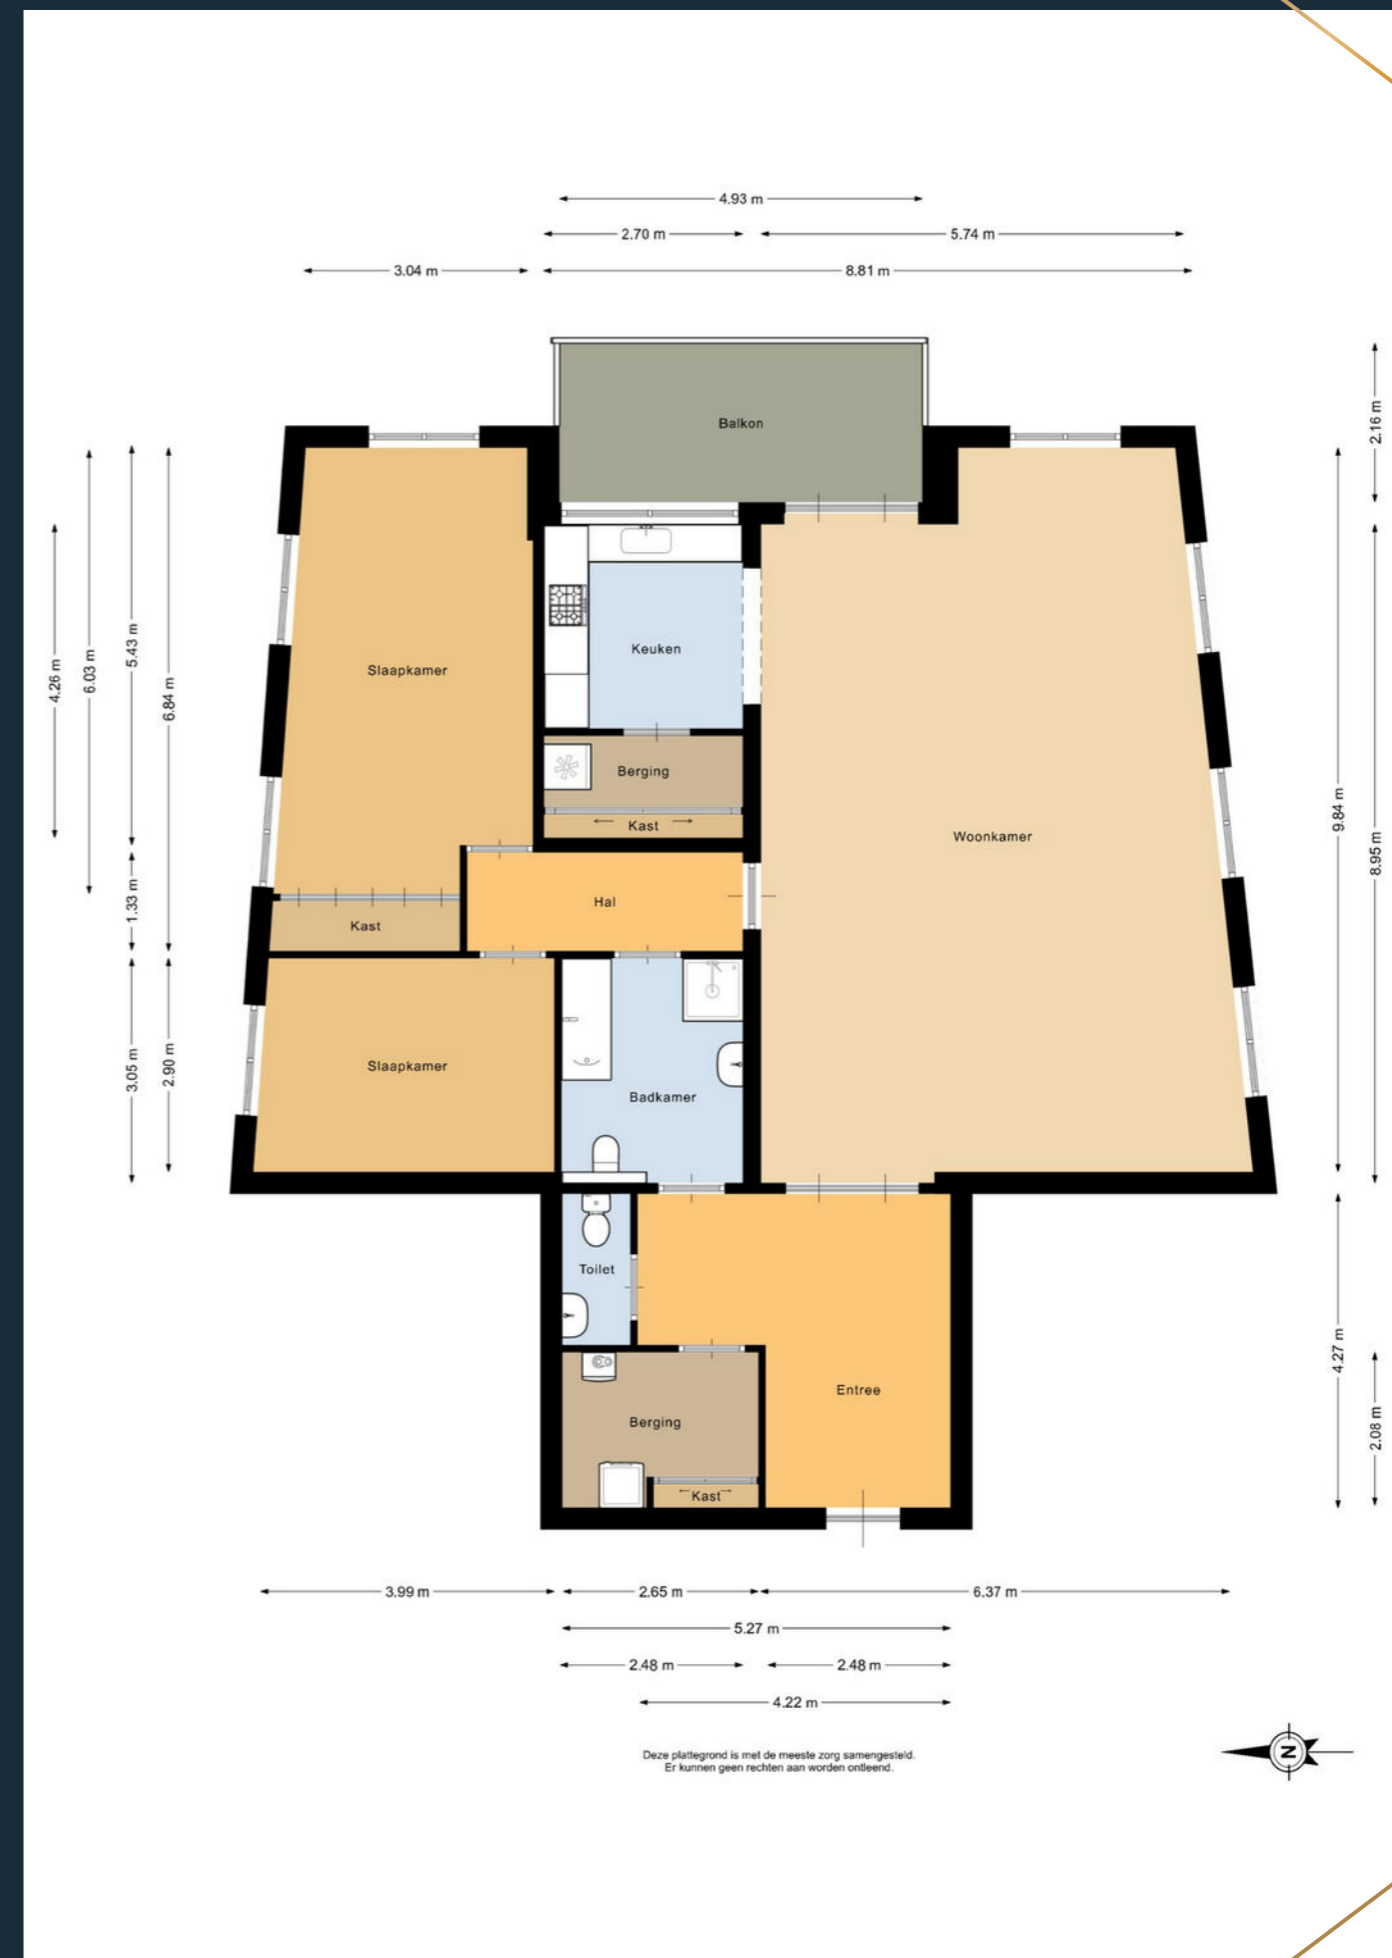 4.93 m
2.70 m
5.74 m
3.04 m
8.81 m
2.16 m
Balkon
4.26 m
6.03 m
5.43 m
6.84 m
Slaapkamer
Keuken
Berging
Kast
Woonkamer
9.84 m
8.95 m
1.33 m
Hal
Kast
3.05 m
2.90 m
Slaapkamer
Badkamer
Toilet
4.27 m
Entree
2.08 m
Berging
Kast
3.99 m
2.65 m
6.37 m
5.27 m
2.48 m
2.48 m
4.22 m
Deze plattegrond is met de meeste zorg samengesteld.
Er kunnen geen rechten aan worden ontleend.
N